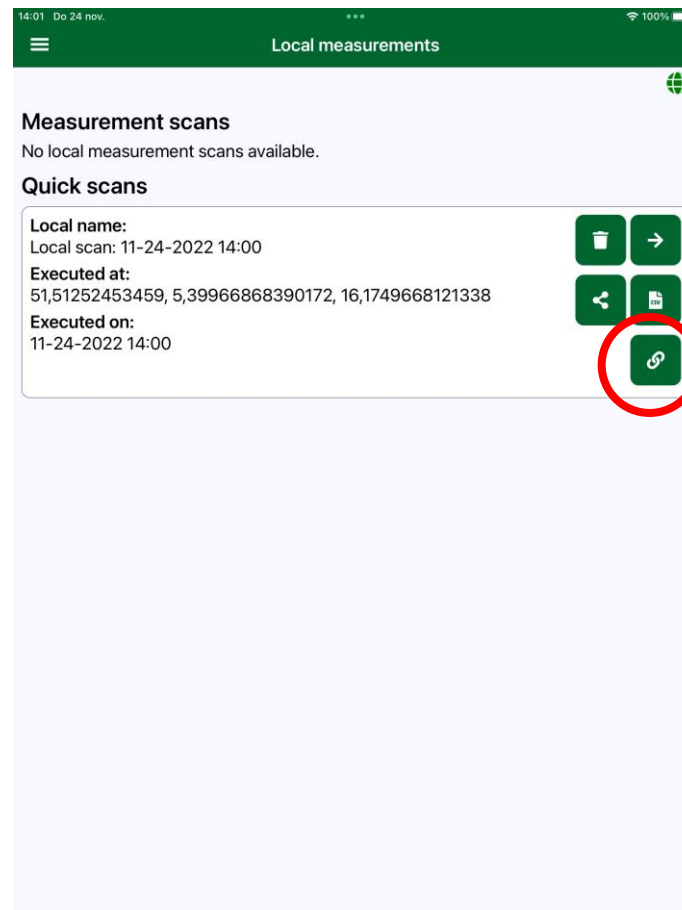 14:01 Do 24 nov.
100%
Local measurements
Measurement scans
No local measurement scans available.
Quick scans
Local name:
Local scan: 11-24-2022 14:00
Executed at:
51,51252453459, 5,39966868390172, 16,1749668121338
CSV
Executed on:
11-24-2022 14:00